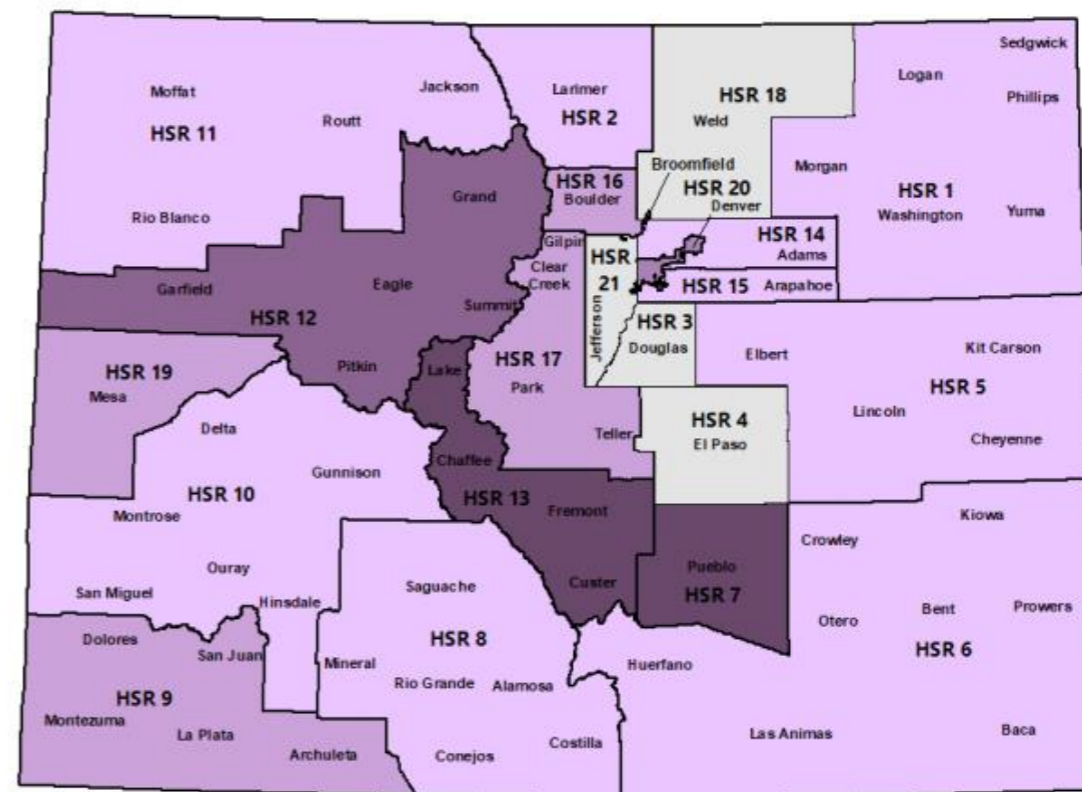 Sedgwick
Jackson
Larimer
Logan
Moffat
HSR 18
Phillips
HSR 11
Routt
HSR 2
Weld
Broomfield
Morgan
HSR 16
HSR 20
HSR 1
Grand
Boulder
Denver
Washington
Yuma
Rio Blanco
Gilpin
HSR 14
Clear
Creek
HSR
21
Adams
Garfield
Eagle
HSR 15
Arapahoe
Summit
HSR 12
HSR 3
Jefferson
Douglas
HSR 17
Elbert
Kit Carson
HSR 19
Pitkin
Lake
Park
HSR 5
Mesa
Lincoln
Delta
Teller
HSR 4
El Paso
Cheyenne
Gunnison
Chaffee
HSR 10
HSR 13
Fremont
Montrose
Kiowa
Crowley
Ouray
Pueblo
San Miguel
Saguache
Custer
HSR 7
Hinsdale
Bent
Prowers
Dolores
HSR 8
Otero
San Juan
Mineral
Huerfano
HSR 6
HSR 9
Rio Grande
Alamosa
Montezuma
La Plata
Las Animas
Baca
Archuleta
Conejos
Costilla